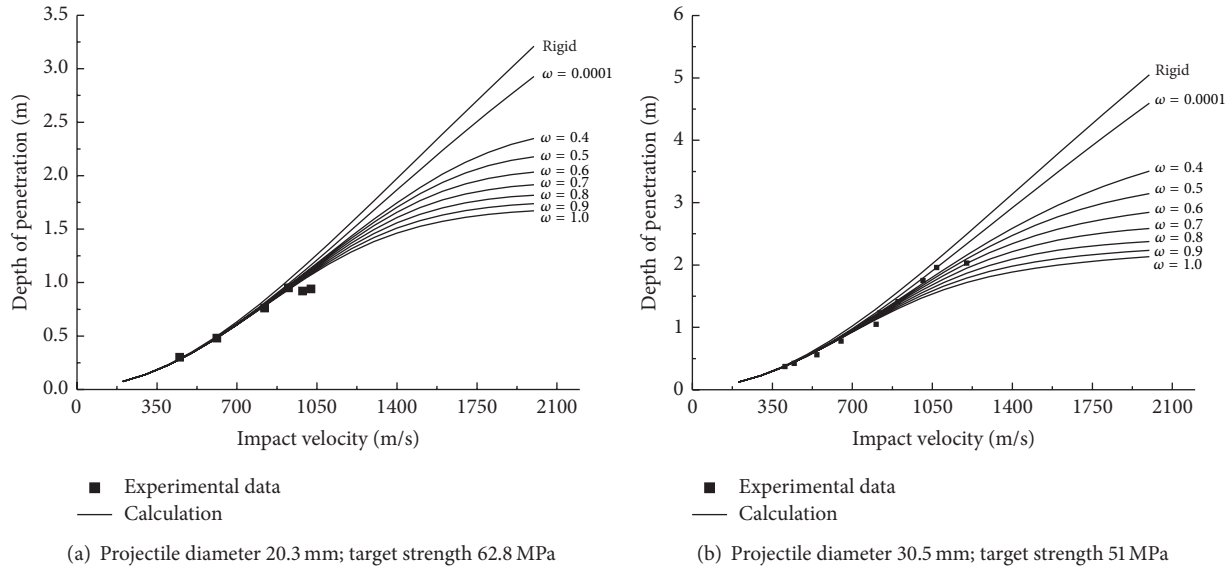 3.5
3.0
2.5
2.0
1.5
1.0
0.5
0.0
Depth of penetration (m)
Rigid
ω = 0.0001
ω = 0.4
ω = 0.5
ω = 0.6
ω = 0.7
ω = 0.8
ω = 0.9
ω = 1.0
0 350 700 1050 1400 1750 2100
Impact velocity (m/s)
Experimental data
Calculation
(a) Projectile diameter 20.3 mm; target strength 62.8 MPa
6
5
4
3
2
1
0
Depth of penetration (m)
Rigid
ω = 0.0001
ω = 0.4
ω = 0.5
ω = 0.6
ω = 0.7
ω = 0.8
ω = 0.9
ω = 1.0
0 350 700 1050 1400 1750 2100
Impact velocity (m/s)
Experimental data
Calculation
(b) Projectile diameter 30.5 mm; target strength 51 MPa